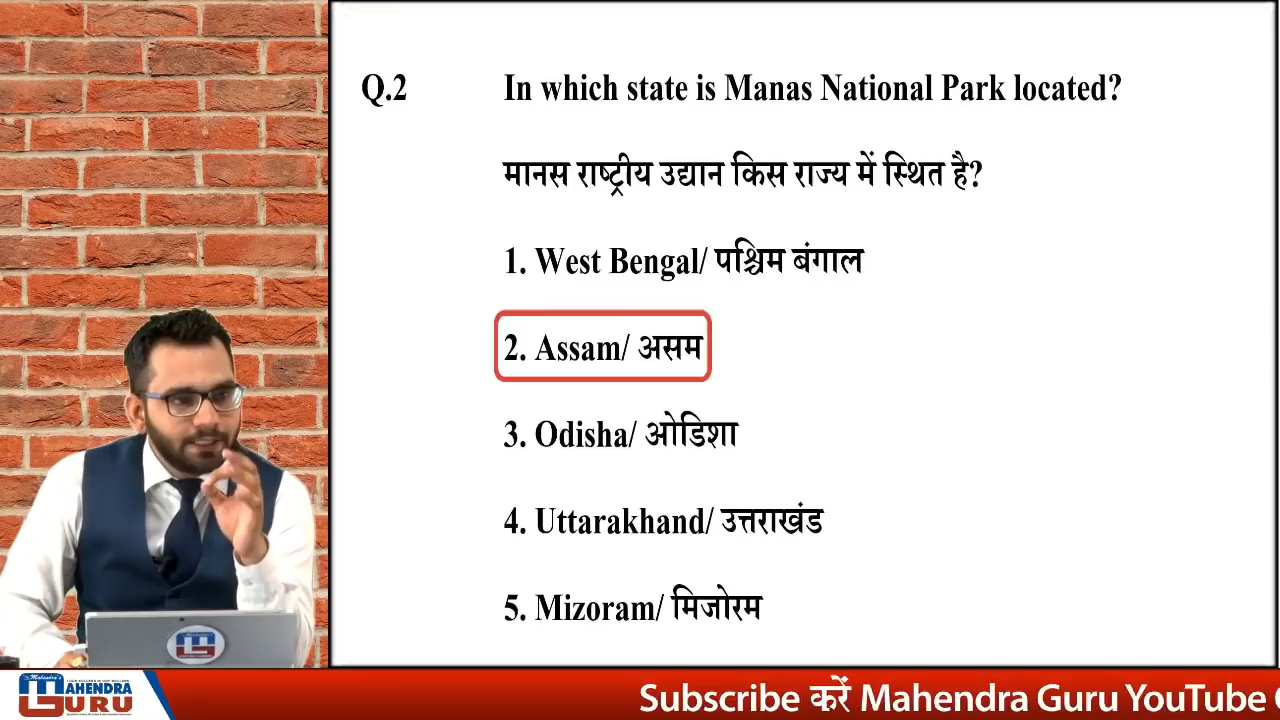 Q.2 In which state is Manas National Park located?
मानस राष्ट्रीय उद्यान किस राज्य में स्थित है?
1. West Bengal/ पश्चिम बंगाल
2. Assam/ असम
3. Odisha/ ओडिशा
4. Uttarakhand/ उत्तराखंड
5. Mizoram/ मिजोरम
Mahendra's
MAHENDRA
GURU
Subscribe करें Mahendra Guru YouTube